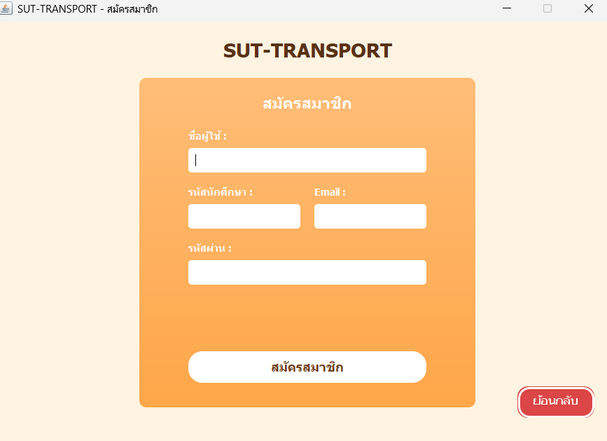 SUT-TRANSPORT - สมัครสมาชิก
SUT-TRANSPORT
สมัครสมาชิก
ชื่อผู้ใช้ :
รหัสนักศึกษา : Email :
รหัสผ่าน :
สมัครสมาชิก
ย้อนกลับ